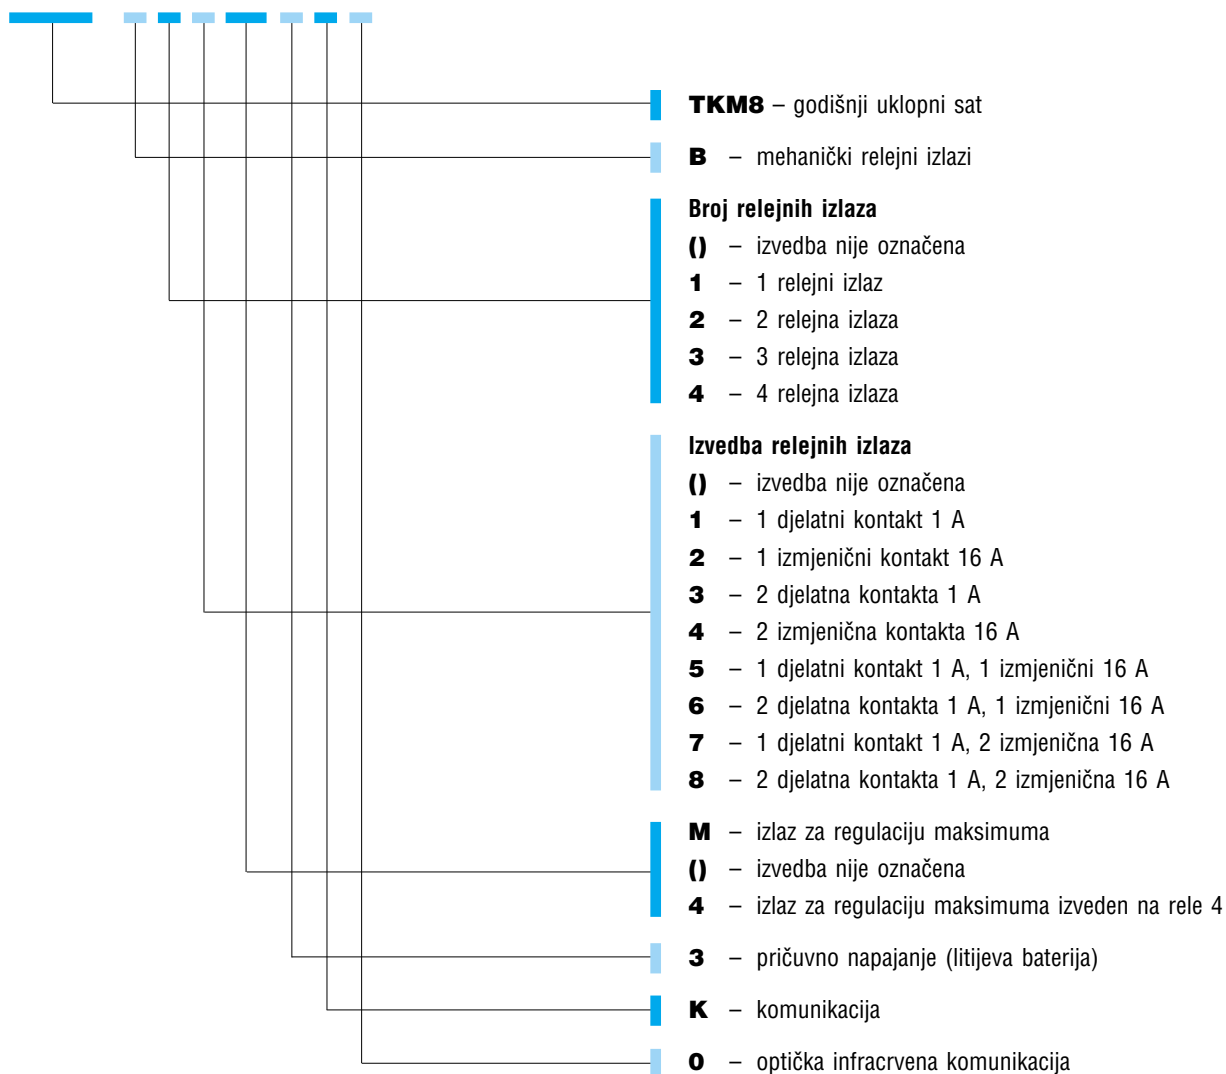 TKM8 – godišnji uklopni sat
B – mehanički relejni izlazi
Broj relejnih izlaza
() – izvedba nije označena
1 – 1 relejni izlaz
2 – 2 relejna izlaza
3 – 3 relejna izlaza
4 – 4 relejna izlaza
Izvedba relejnih izlaza
() – izvedba nije označena
1 – 1 djelatni kontakt 1 A
2 – 1 izmjenični kontakt 16 A
3 – 2 djelatna kontakta 1 A
4 – 2 izmjenična kontakta 16 A
5 – 1 djelatni kontakt 1 A, 1 izmjenični 16 A
6 – 2 djelatna kontakta 1 A, 1 izmjenični 16 A
7 – 1 djelatni kontakt 1 A, 2 izmjenična 16 A
8 – 2 djelatna kontakta 1 A, 2 izmjenična 16 A
M – izlaz za regulaciju maksimuma
() – izvedba nije označena
4 – izlaz za regulaciju maksimuma izveden na rele 4
3 – pričuvno napajanje (litijeva baterija)
K – komunikacija
0 – optička infracrvena komunikacija